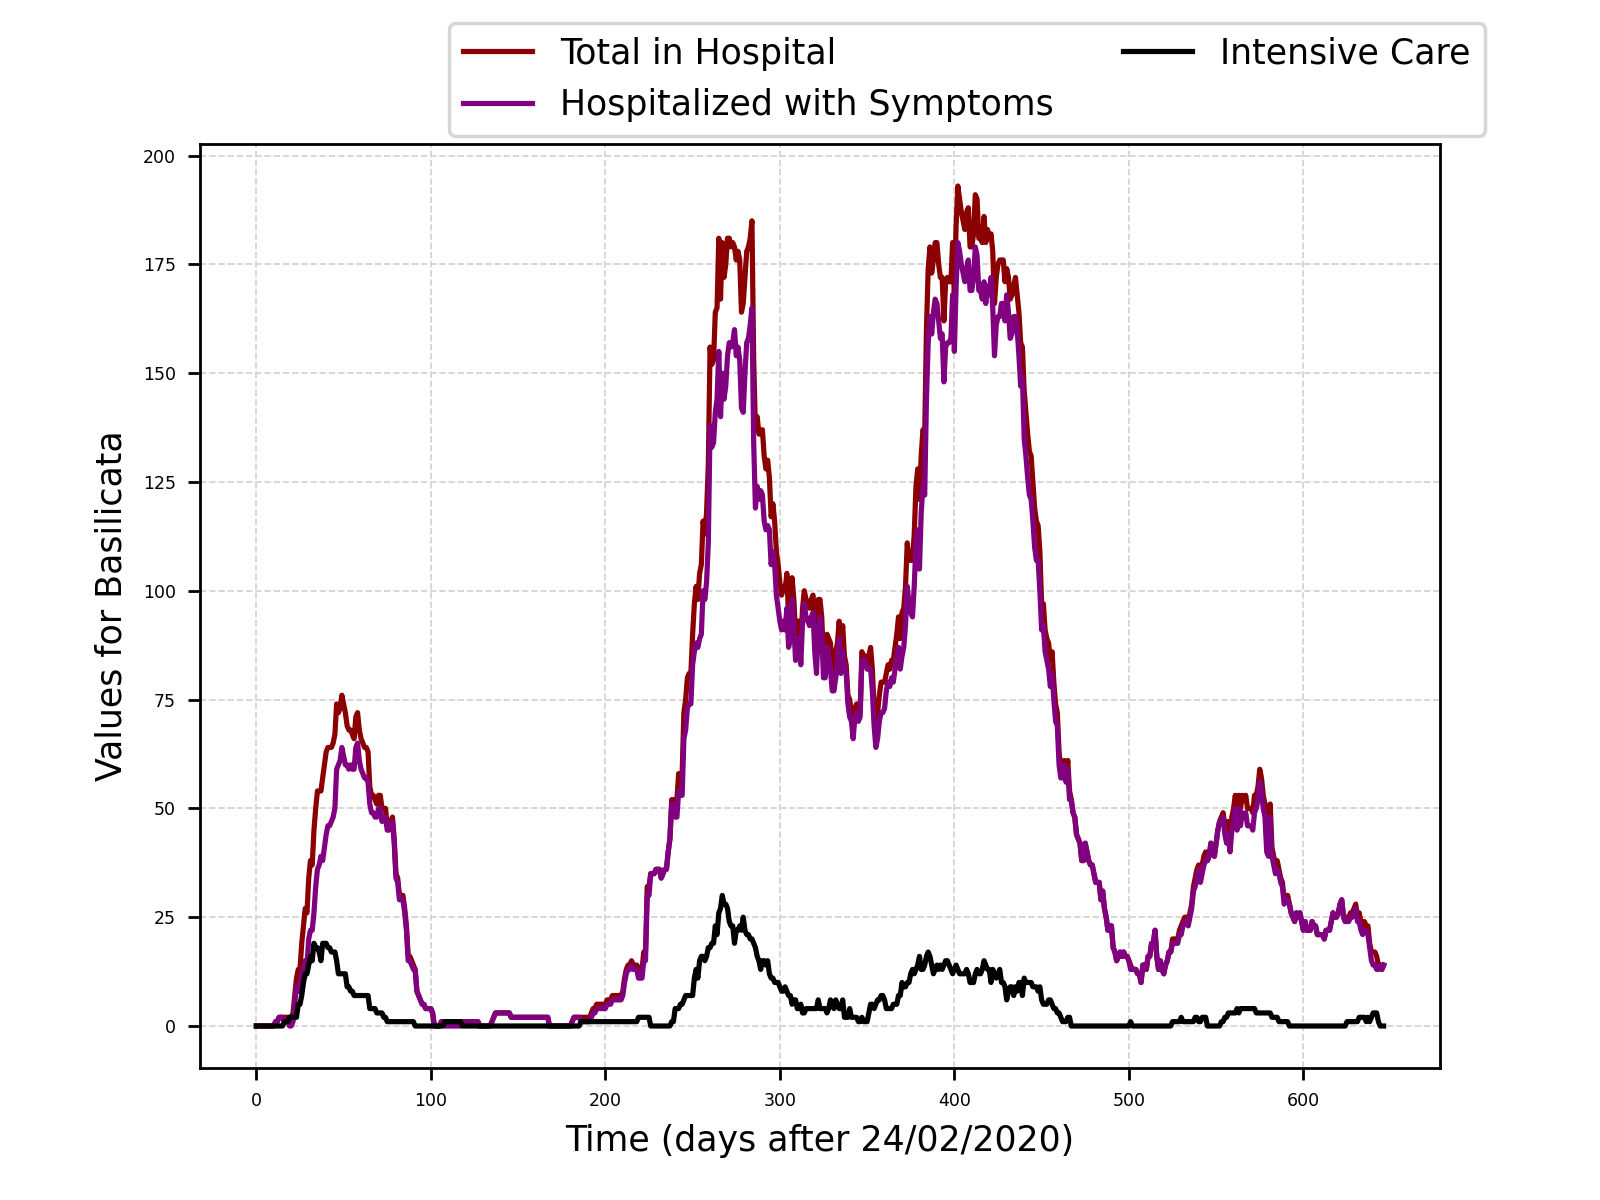 Total in Hospital
Hospitalized with Symptoms
Intensive Care
Values for Basilicata
200
175
150
125
100
75
50
25
0
0 100 200 300 400 500 600
Time (days after 24/02/2020)